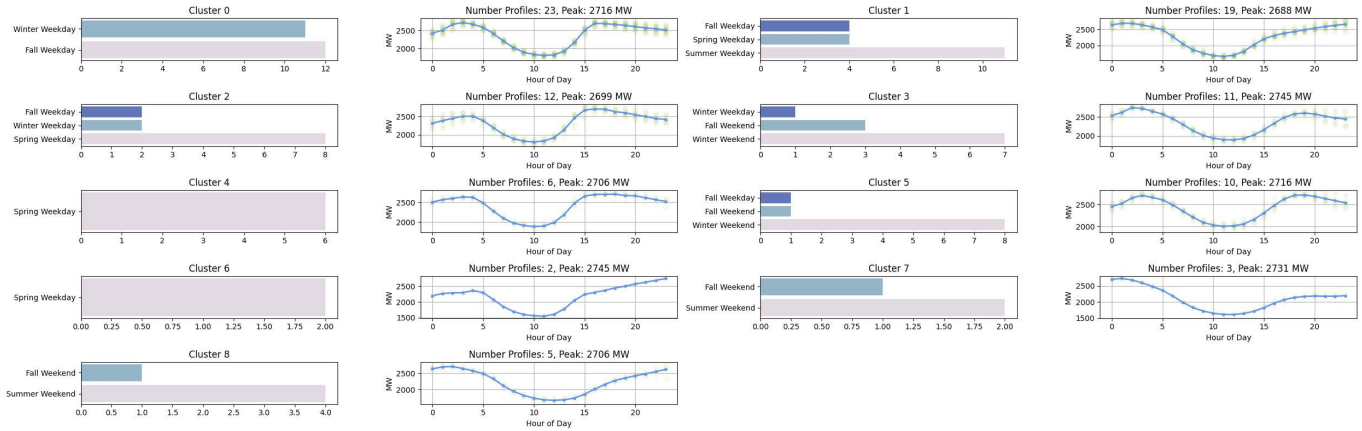 Cluster 0
Winter Weekday
Fall Weekday
0 2 4 6 8 10 12
Number Profiles: 23, Peak: 2716 MW
MW
2500
2000
0 5 10 15 20
Hour of Day
Cluster 1
Fall Weekday
Spring Weekday
Summer Weekday
0 2 4 6 8 10
Number Profiles: 19, Peak: 2688 MW
MW
2500
2000
0 5 10 15 20
Hour of Day
Cluster 2
Fall Weekday
Winter Weekday
Spring Weekday
0 1 2 3 4 5 6 7 8
Number Profiles: 12, Peak: 2699 MW
MW
2500
2000
0 5 10 15 20
Hour of Day
Cluster 3
Winter Weekday
Fall Weekend
Winter Weekend
0 1 2 3 4 5 6 7
Number Profiles: 11, Peak: 2745 MW
MW
2500
2000
0 5 10 15 20
Hour of Day
Cluster 4
Spring Weekday
0 1 2 3 4 5 6
Number Profiles: 6, Peak: 2706 MW
MW
2500
2000
0 5 10 15 20
Hour of Day
Cluster 5
Fall Weekday
Fall Weekend
Winter Weekend
0 1 2 3 4 5 6 7 8
Number Profiles: 10, Peak: 2716 MW
MW
2500
2000
0 5 10 15 20
Hour of Day
Cluster 6
Spring Weekday
0.00 0.25 0.50 0.75 1.00 1.25 1.50 1.75 2.00
Number Profiles: 2, Peak: 2745 MW
MW
2500
2000
1500
0 5 10 15 20
Hour of Day
Cluster 7
Fall Weekend
Summer Weekend
0.00 0.25 0.50 0.75 1.00 1.25 1.50 1.75 2.00
Number Profiles: 3, Peak: 2731 MW
MW
2500
2000
1500
0 5 10 15 20
Hour of Day
Cluster 8
Fall Weekend
Summer Weekend
0.0 0.5 1.0 1.5 2.0 2.5 3.0 3.5 4.0
Number Profiles: 5, Peak: 2706 MW
MW
2500
2000
0 5 10 15 20
Hour of Day